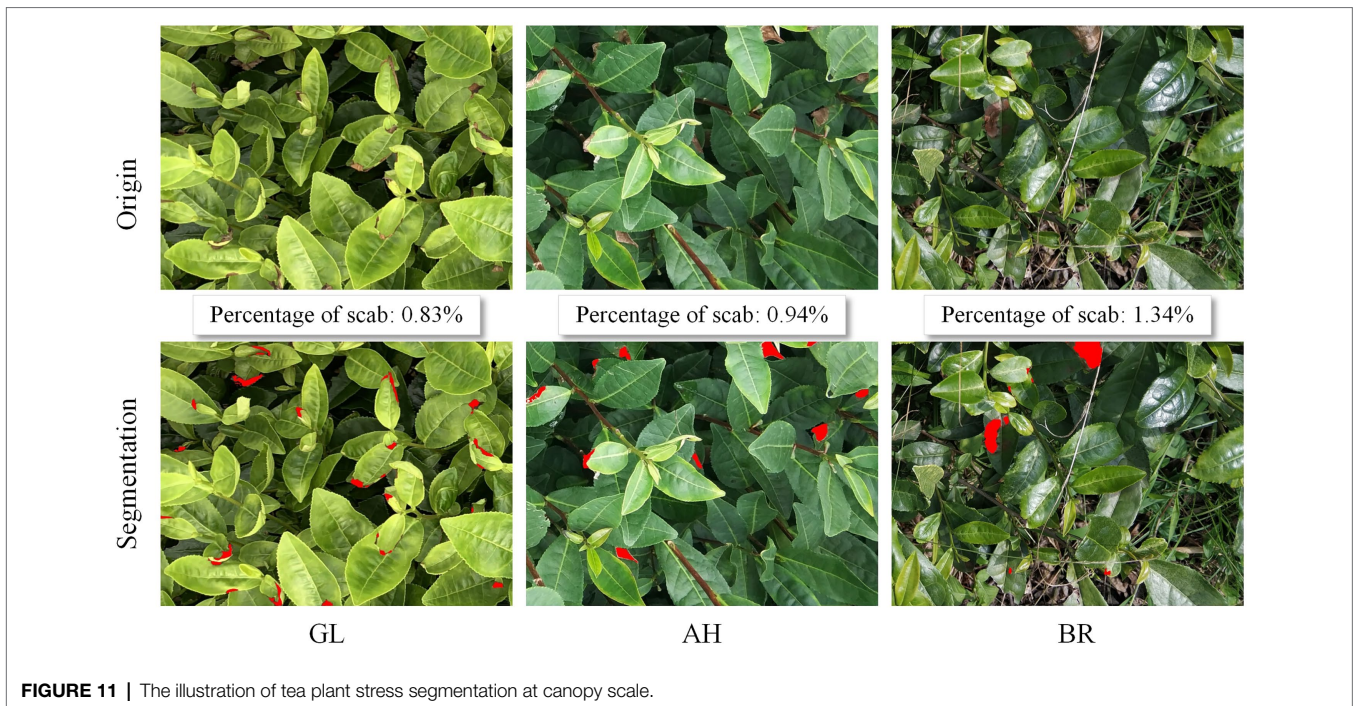 Origin
Percentage of scab: 0.83%
Percentage of scab: 0.94%
Percentage of scab: 1.34%
Segmentation
GL
AH
BR
FIGURE 11 | The illustration of tea plant stress segmentation at canopy scale.